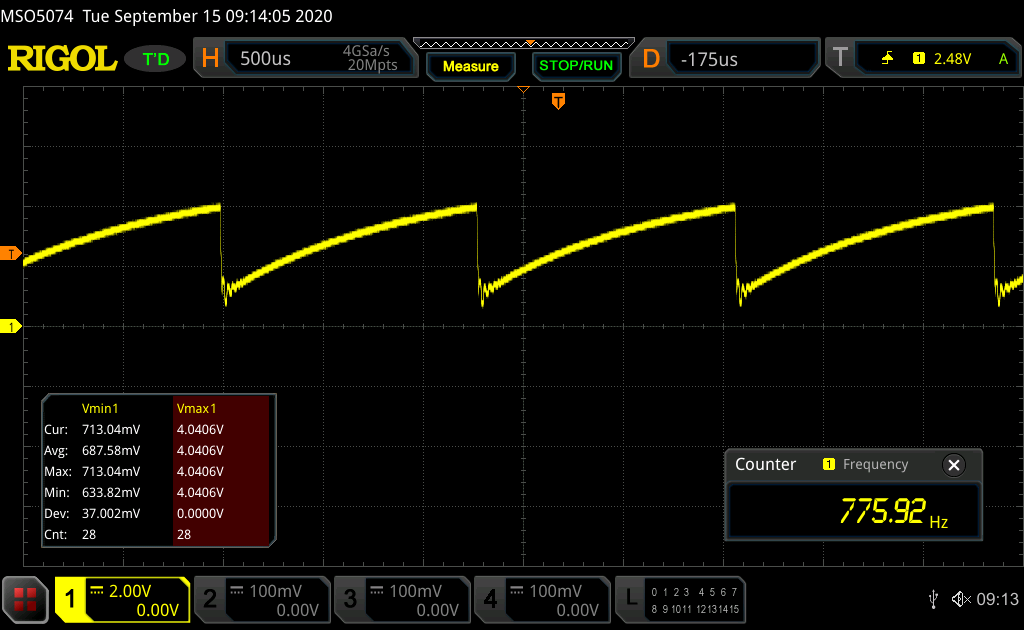 MSO5074 Tue September 15 09:14:05 2020
RIGOL T'D H 500us 4GSa/s 20Mpts Measure STOP/RUN D -175us T 1 2.48V A
T
T
1
Vmin1 Vmax1
Cur: 713.04mV 4.0406V
Avg: 687.58mV 4.0406V
Max: 713.04mV 4.0406V
Min: 633.82mV 4.0406V
Dev: 37.002mV 0.0000V
Cnt: 28 28
Counter 1 Frequency
775.92 Hz
1 2.00V 0.00V
2 100mV 0.00V
3 100mV 0.00V
4 100mV 0.00V
L 0 1 2 3 4 5 6 7
8 9 10 11 12 13 14 15
09:13